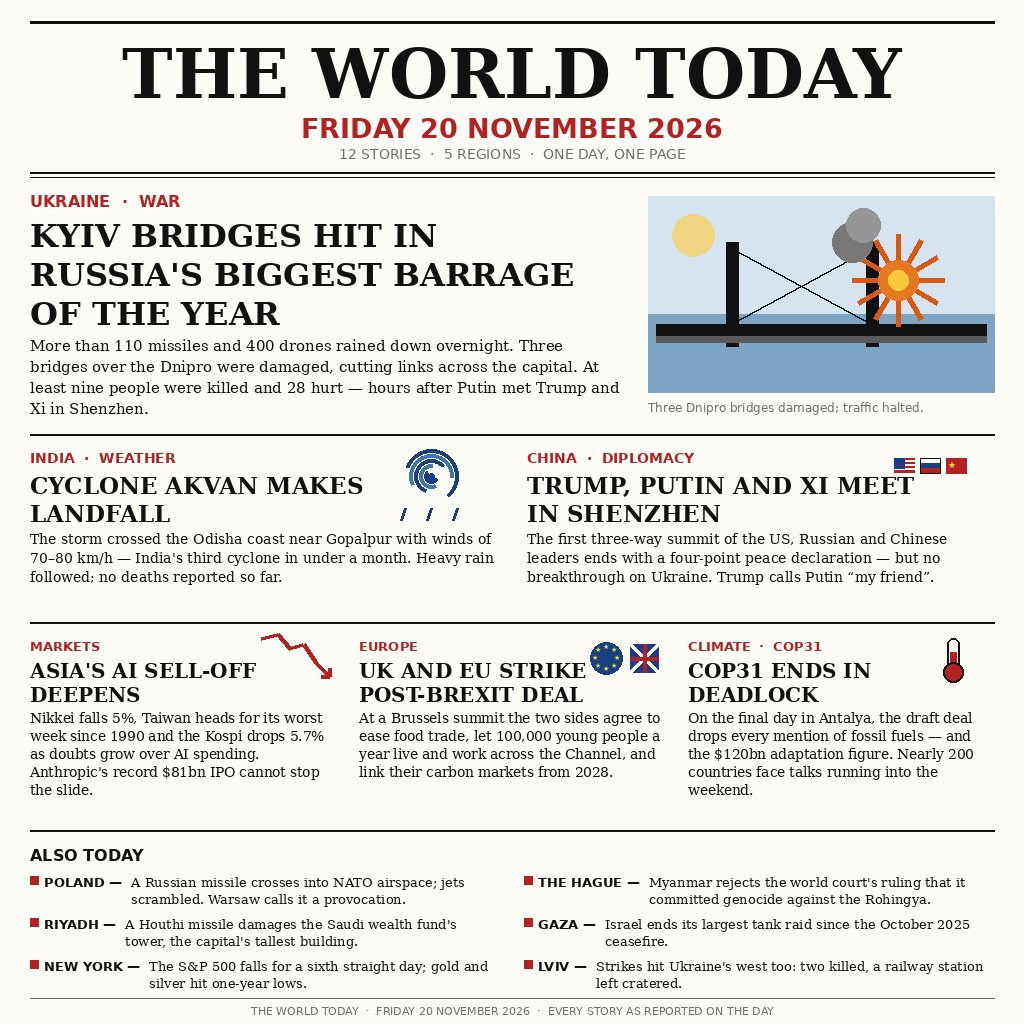 THE WORLD TODAY
FRIDAY 20 NOVEMBER 2026
12 STORIES · 5 REGIONS · ONE DAY, ONE PAGE
UKRAINE · WAR
KYIV BRIDGES HIT IN
RUSSIA'S BIGGEST BARRAGE
OF THE YEAR
More than 110 missiles and 400 drones rained down overnight. Three
bridges over the Dnipro were damaged, cutting links across the capital. At
least nine people were killed and 28 hurt — hours after Putin met Trump and
Xi in Shenzhen.
Three Dnipro bridges damaged; traffic halted.
INDIA · WEATHER
CYCLONE AKVAN MAKES
LANDFALL
The storm crossed the Odisha coast near Gopalpur with winds of
70–80 km/h — India's third cyclone in under a month. Heavy rain
followed; no deaths reported so far.
CHINA · DIPLOMACY
TRUMP, PUTIN AND XI MEET
IN SHENZHEN
The first three-way summit of the US, Russian and Chinese
leaders ends with a four-point peace declaration — but no
breakthrough on Ukraine. Trump calls Putin “my friend”.
MARKETS
ASIA'S AI SELL-OFF
DEEPENS
Nikkei falls 5%, Taiwan heads for its worst
week since 1990 and the Kospi drops 5.7%
as doubts grow over AI spending.
Anthropic's record $81bn IPO cannot stop
the slide.
EUROPE
UK AND EU STRIKE
POST-BREXIT DEAL
At a Brussels summit the two sides agree to
ease food trade, let 100,000 young people a
year live and work across the Channel, and
link their carbon markets from 2028.
CLIMATE · COP31
COP31 ENDS IN
DEADLOCK
On the final day in Antalya, the draft deal
drops every mention of fossil fuels — and
the $120bn adaptation figure. Nearly 200
countries face talks running into the
weekend.
ALSO TODAY
POLAND — A Russian missile crosses into NATO airspace; jets
scrambled. Warsaw calls it a provocation.
RIYADH — A Houthi missile damages the Saudi wealth fund's
tower, the capital's tallest building.
NEW YORK — The S&P 500 falls for a sixth straight day; gold and
silver hit one-year lows.
THE HAGUE — Myanmar rejects the world court's ruling that it
committed genocide against the Rohingya.
GAZA — Israel ends its largest tank raid since the October 2025
ceasefire.
LVIV — Strikes hit Ukraine's west too: two killed, a railway station
left cratered.
THE WORLD TODAY · FRIDAY 20 NOVEMBER 2026 · EVERY STORY AS REPORTED ON THE DAY